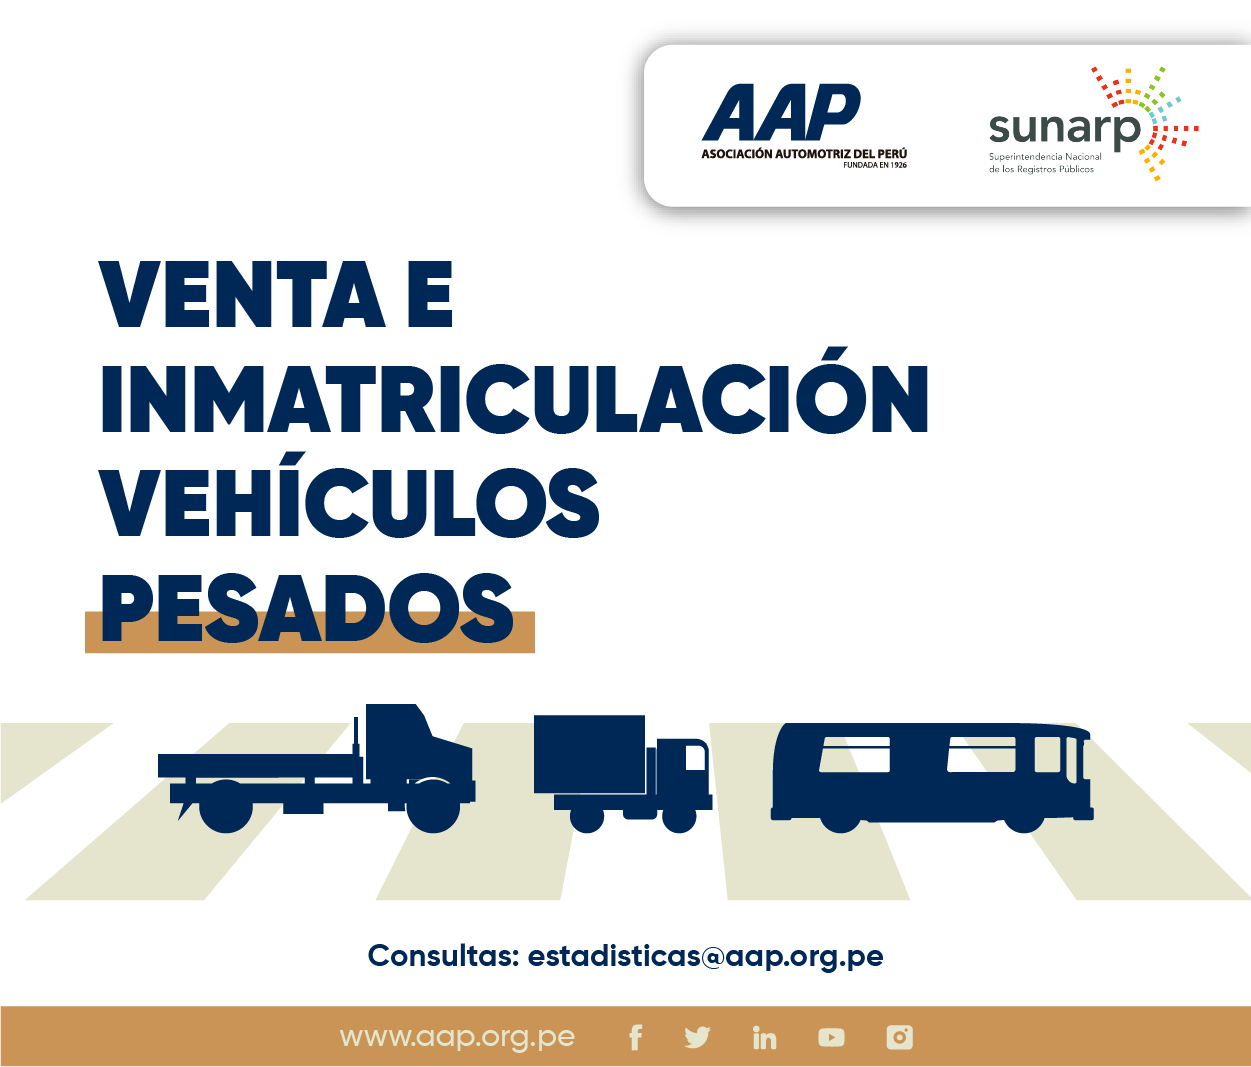 AAP
ASOCIACIÓN AUTOMOTRIZ DEL PERÚ
FUNDADA EN 1926
sunarp
Superintendencia Nacional
de los Registros Públicos
VENTA E
INMATRICULACIÓN
VEHÍCULOS
PESADOS
Consultas: estadisticas@aap.org.pe
www.aap.org.pe